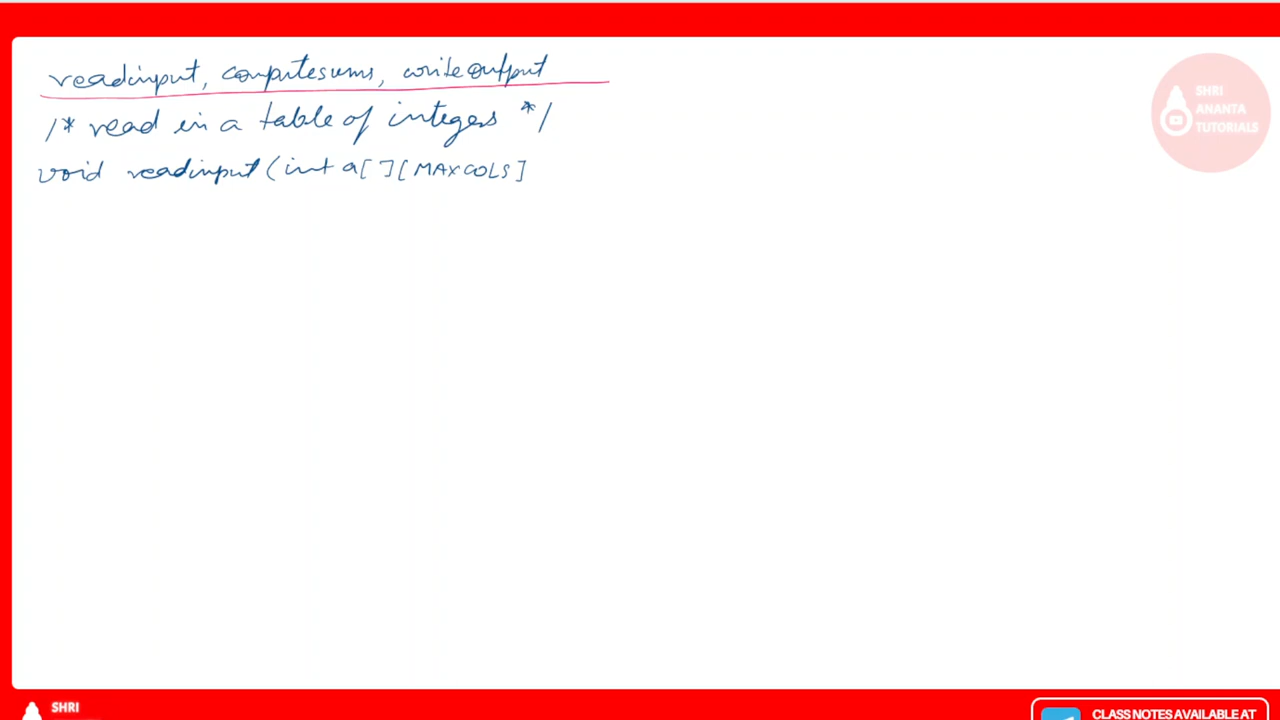 readinput, computesums, writeoutput
/* read in a table of integers */
void readinput (int a[ ][MAXCOLS]
SHRI
ANANTA
TUTORIALS
SHRI
CLASS NOTES AVAILABLE AT